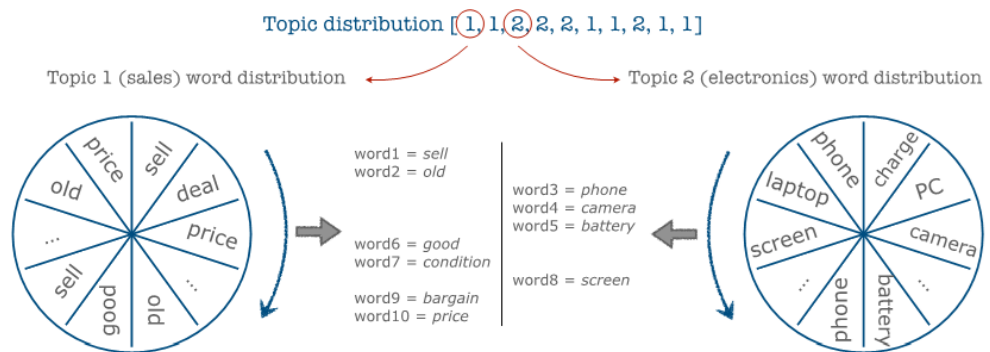 Topic distribution [ 1, 1, 2, 2, 2, 1, 1, 2, 1, 1 ]
Topic 1 (sales) word distribution
Topic 2 (electronics) word distribution
price
sell
old
deal
...
price
sell
...
good
old
word1 = sell
word2 = old
word3 = phone
word4 = camera
word5 = battery
word6 = good
word7 = condition
word8 = screen
word9 = bargain
word10 = price
phone
charge
laptop
PC
screen
camera
...
...
phone
battery